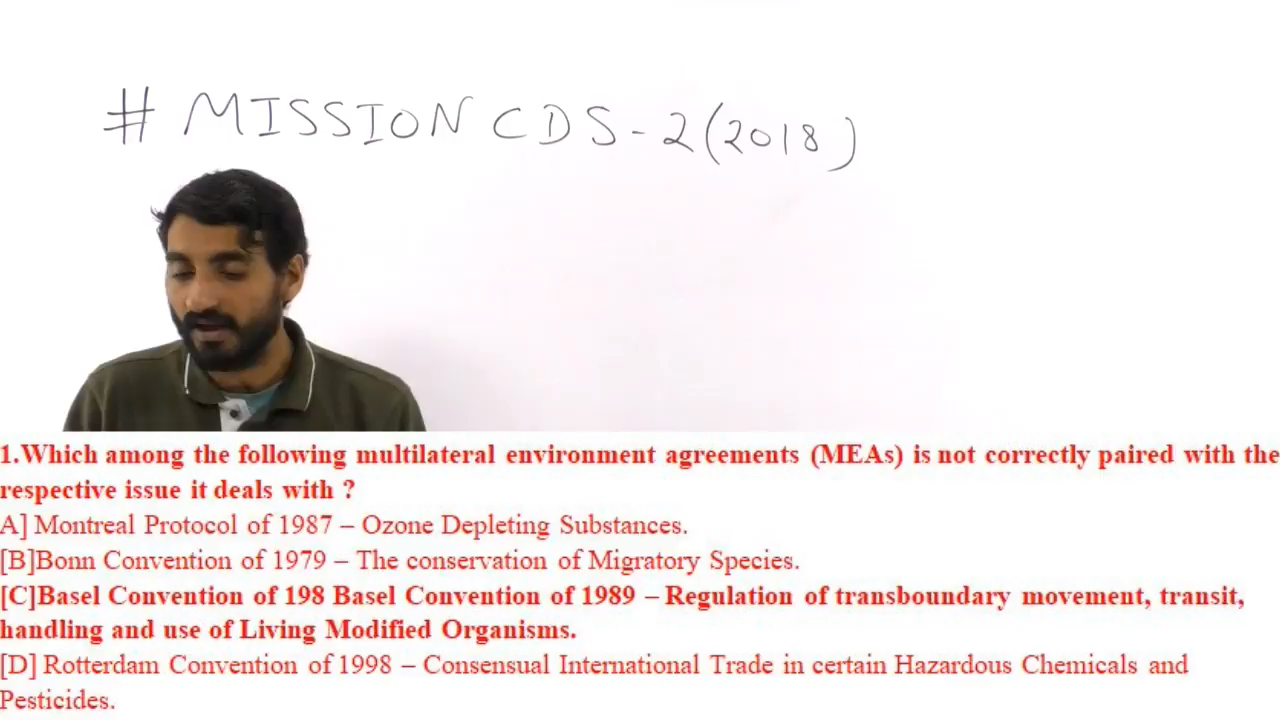 # MISSION CDS-2(2018)
1.Which among the following multilateral environment agreements (MEAs) is not correctly paired with the
respective issue it deals with ?
A] Montreal Protocol of 1987 – Ozone Depleting Substances.
[B]Bonn Convention of 1979 – The conservation of Migratory Species.
[C]Basel Convention of 198 Basel Convention of 1989 – Regulation of transboundary movement, transit,
handling and use of Living Modified Organisms.
[D] Rotterdam Convention of 1998 – Consensual International Trade in certain Hazardous Chemicals and
Pesticides.